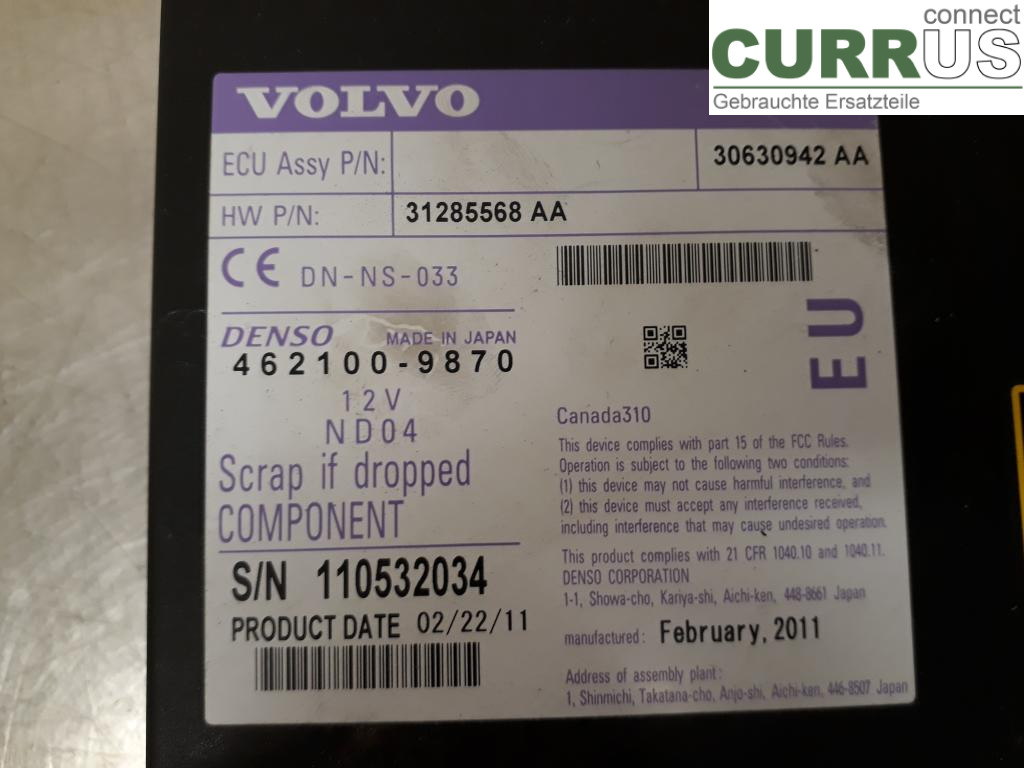 connect
CURRUS
Gebrauchte Ersatzteile
VOLVO
ECU Assy P/N: 30630942 AA
HW P/N: 31285568 AA
CE DN-NS-033
DENSO MADE IN JAPAN
462100-9870
12V
ND04
Scrap if dropped
COMPONENT
S/N 110532034
PRODUCT DATE 02/22/11
EU
Canada310
This device complies with part 15 of the FCC Rules.
Operation is subject to the following two conditions:
(1) this device may not cause harmful interference, and
(2) this device must accept any interference received,
including interference that may cause undesired operation.
This product complies with 21 CFR 1040.10 and 1040.11.
DENSO CORPORATION
1-1, Showa-cho, Kariya-shi, Aichi-ken, 448-8661 Japan
manufactured: February, 2011
Address of assembly plant:
1, Shinmichi, Takatana-cho, Anjo-shi, Aichi-ken, 446-8507 Japan